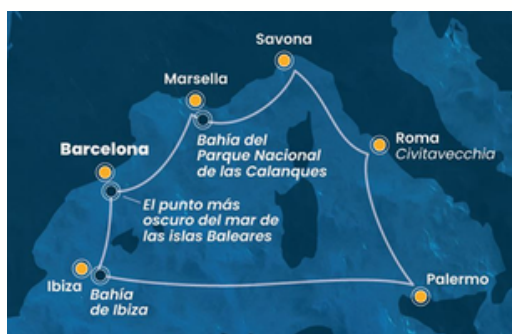 Savona
Marsella
Bahía del
Parque Nacional
de las Calanques
Roma
Civitavecchia
Barcelona
El punto más
oscuro del mar de
las islas Baleares
Ibiza
Bahía
de Ibiza
Palermo